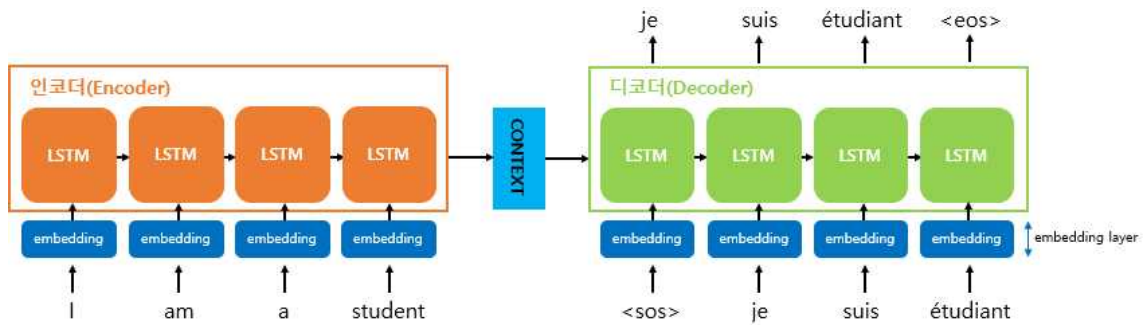 je suis étudiant <eos>
인코더(Encoder)
디코더(Decoder)
LSTM LSTM LSTM LSTM
CONTEXT
LSTM LSTM LSTM LSTM
embedding embedding embedding embedding
embedding embedding embedding embedding
embedding layer
I am a student
<sos> je suis étudiant